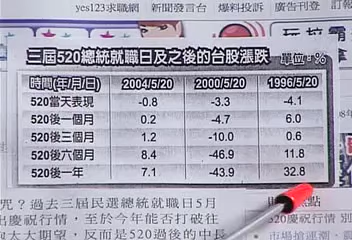 yes123求職網 新聞發言台 爆料投訴 廣告刊登
三屆520總統就職日及之後的台股漲跌 單位:%
時間(年/月/日) 2004/5/20 2000/5/20 1996/5/20
520當天表現 -0.8 -3.3 -4.1
520後一個月 0.2 -4.7 6.0
520後三個月 1.2 -10.0 0.6
520後六個月 8.4 -46.9 11.8
520後一年 7.1 -43.9 32.8
咒?過去三屆民選總統就職日5月
出慶祝行情,至於今年能否打破往
太大期望,反而是520過後的中長